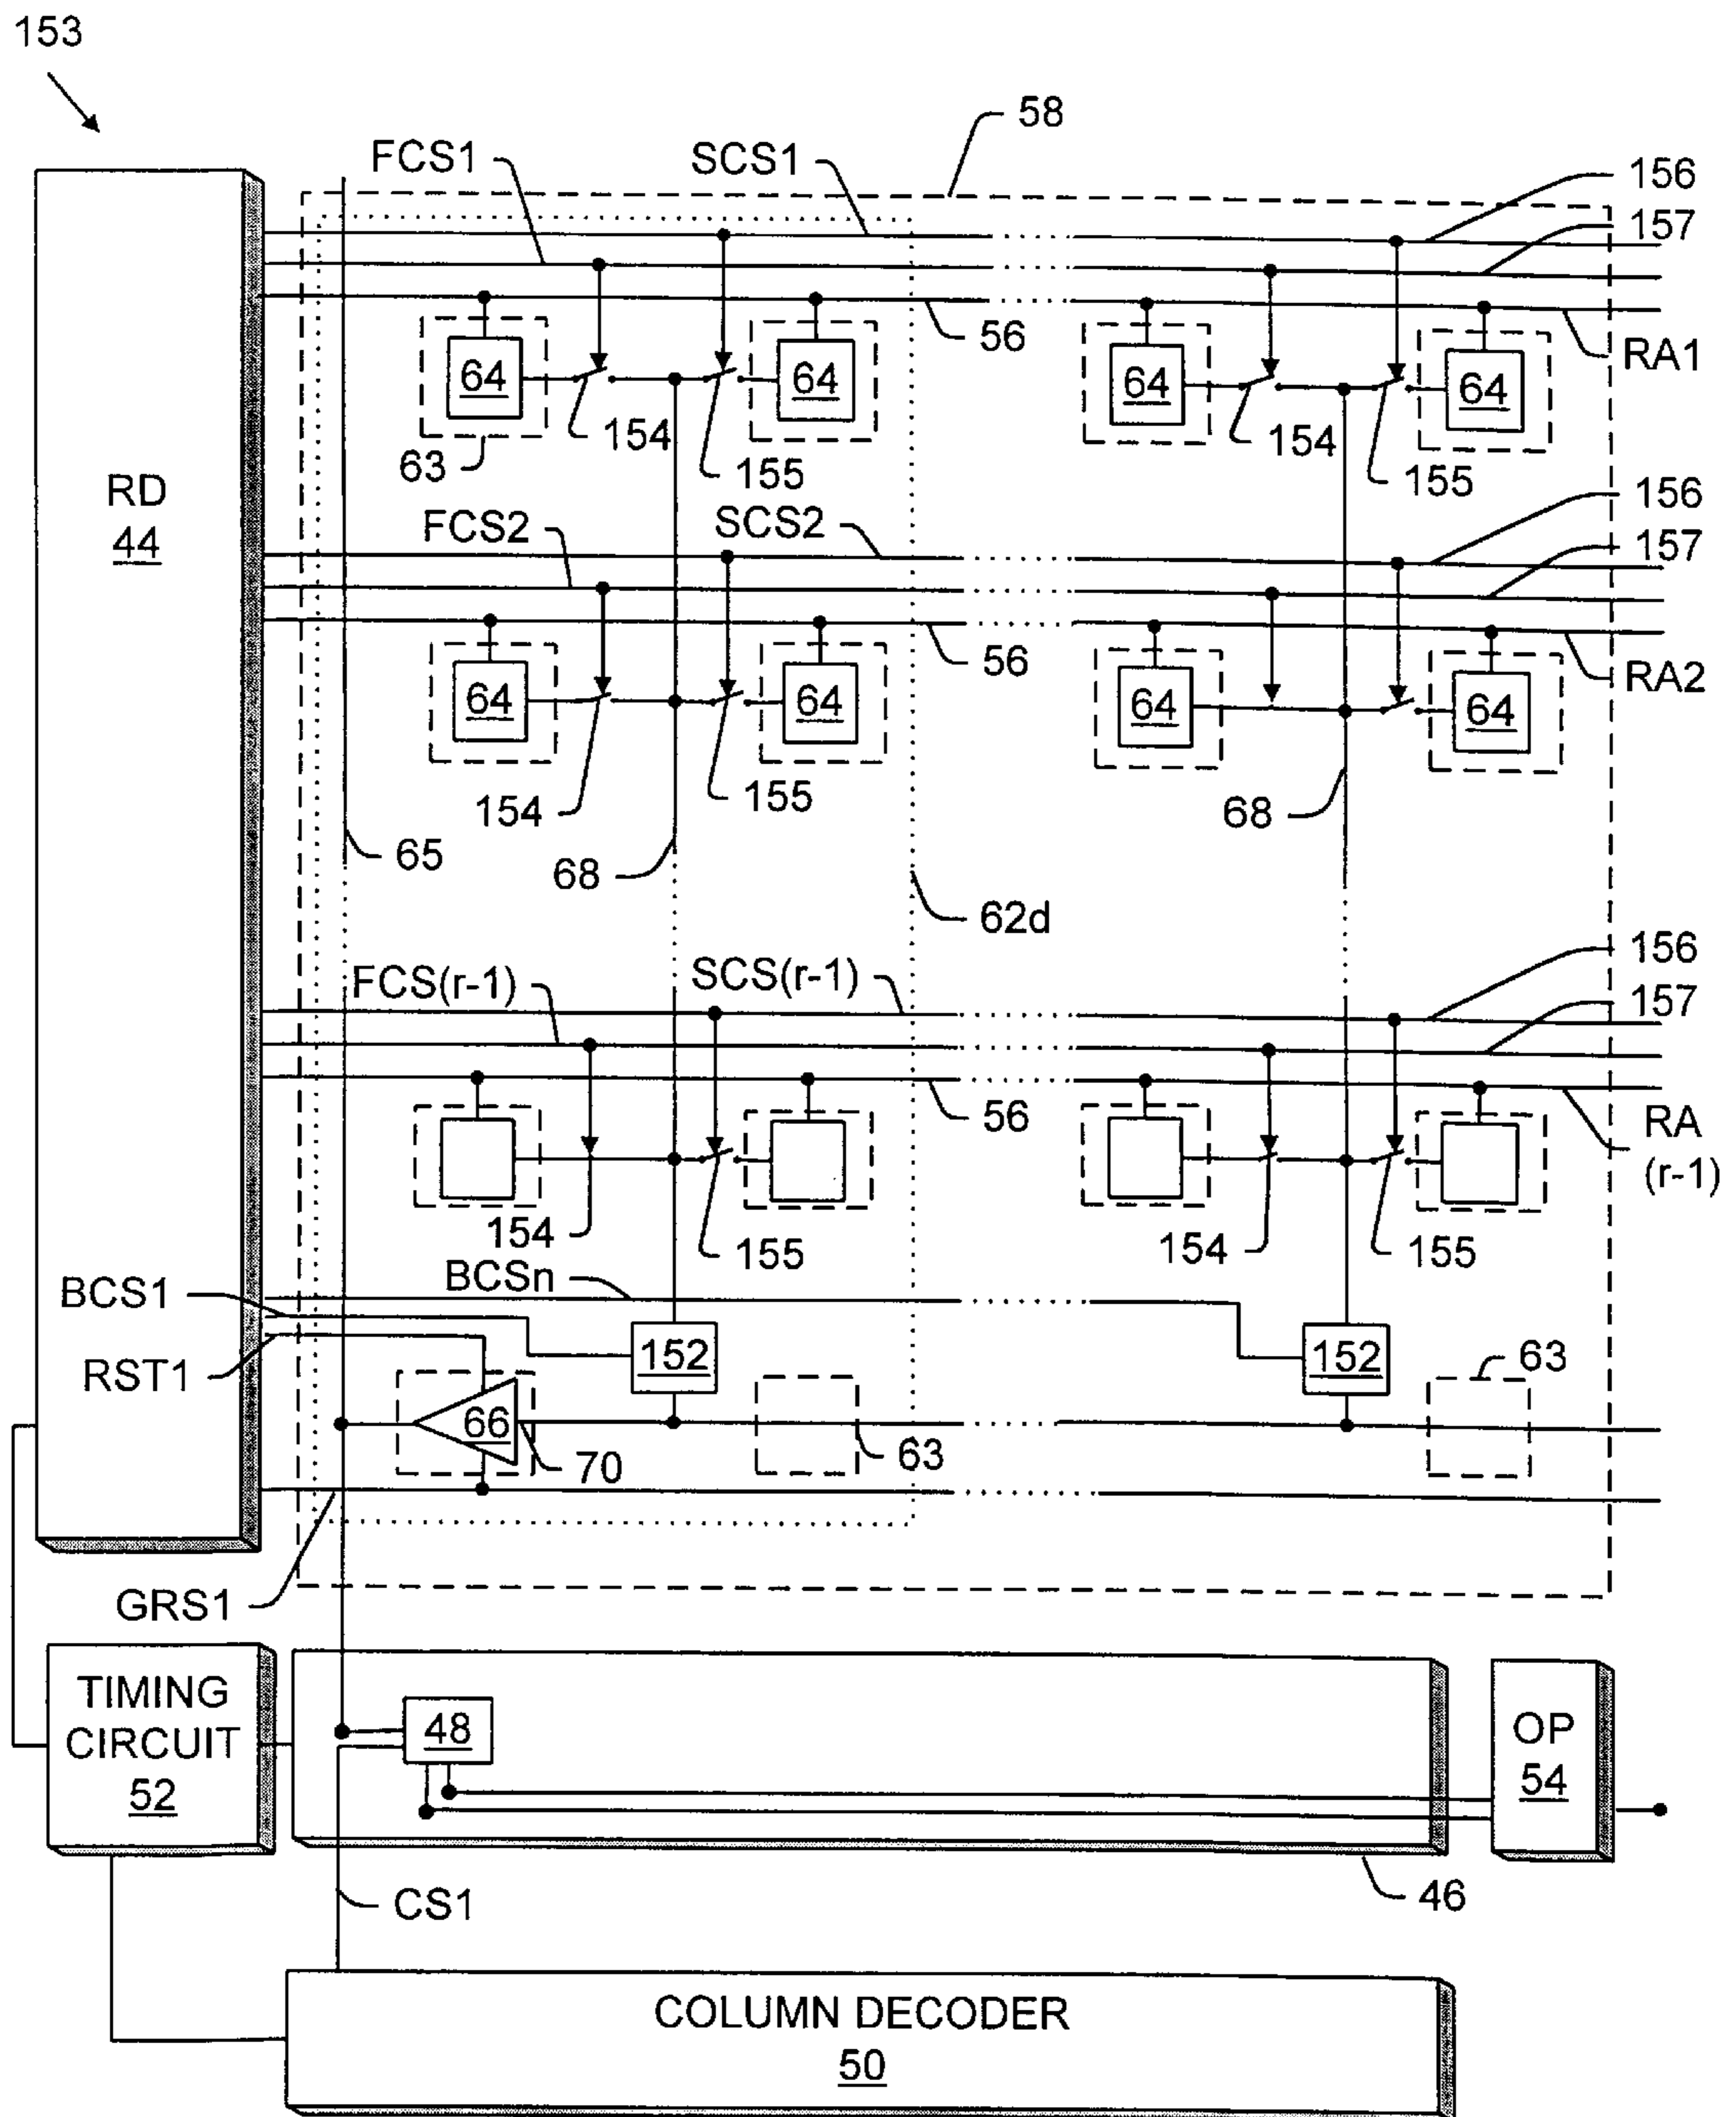 153
58
FCS1
SCS1
156
157
56
RA1
64
64
64
64
154
154
63
155
155
RD
44
FCS2
SCS2
156
157
56
RA2
64
64
64
64
154
155
68
65
68
62d
FCS(r-1)
SCS(r-1)
156
157
56
RA
(r-1)
154
155
154
155
BCSn
BCS1
152
152
63
RST1
66
70
63
GRS1
TIMING
CIRCUIT
52
48
OP
54
46
CS1
COLUMN DECODER
50